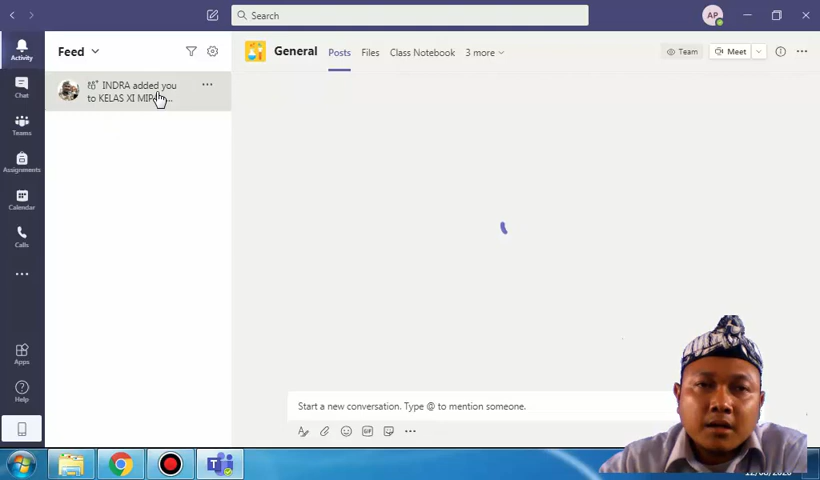 Search
AP
Activity
Feed
General
Posts
Files
Class Notebook
3 more
Team
Meet
INDRA added you
to KELAS XI
Chat
Teams
Assignments
Calendar
Calls
Apps
Help
Start a new conversation. Type @ to mention someone.
GIF